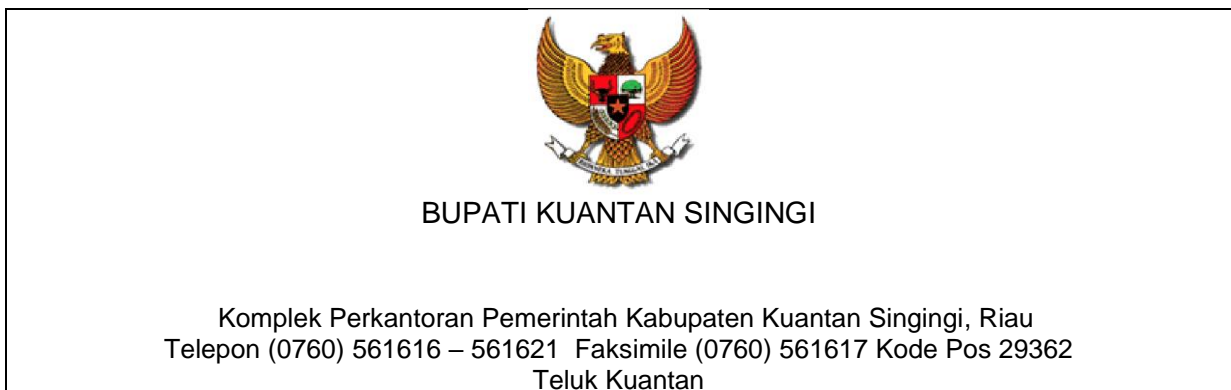 BUPATI KUANTAN SINGINGI
Komplek Perkantoran Pemerintah Kabupaten Kuantan Singingi, Riau
Telepon (0760) 561616 – 561621 Faksimile (0760) 561617 Kode Pos 29362
Teluk Kuantan